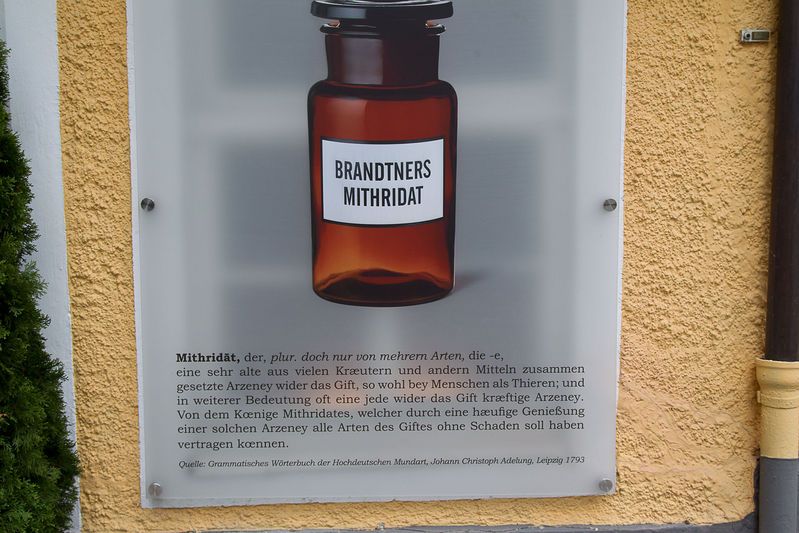 BRANDTNERS
MITHRIDAT
Mithridāt, der, plur. doch nur von mehrern Arten, die -e,
eine sehr alte aus vielen Kræutern und andern Mitteln zusammen
gesetzte Arzeney wider das Gift, so wohl bey Menschen als Thieren; und
in weiterer Bedeutung oft eine jede wider das Gift kræftige Arzeney.
Von dem Kœnige Mithridates, welcher durch eine hæufige Genießung
einer solchen Arzeney alle Arten des Giftes ohne Schaden soll haben
vertragen kœnnen.
Quelle: Grammatisches Wörterbuch der Hochdeutschen Mundart, Johann Christoph Adelung, Leipzig 1793